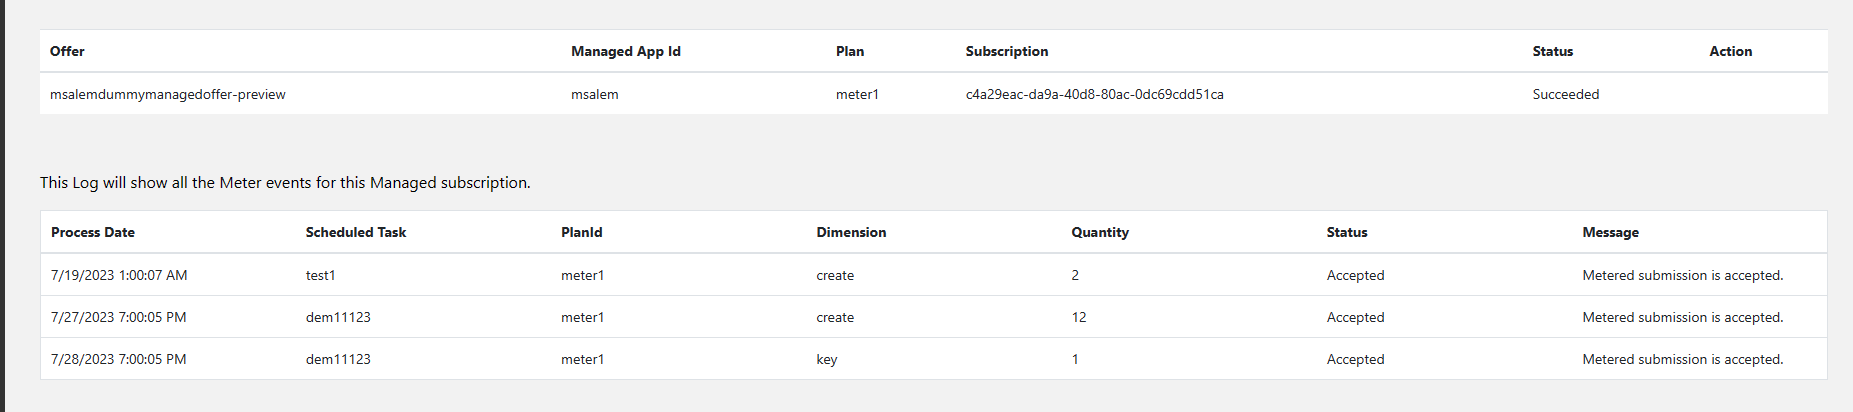 Offer Managed App Id Plan Subscription Status Action
msalemdummymanagedoffer-preview msalem meter1 c4a29eac-da9a-40d8-80ac-0dc69cdd51ca Succeeded
This Log will show all the Meter events for this Managed subscription.
Process Date Scheduled Task PlanId Dimension Quantity Status Message
7/19/2023 1:00:07 AM test1 meter1 create 2 Accepted Metered submission is accepted.
7/27/2023 7:00:05 PM dem11123 meter1 create 12 Accepted Metered submission is accepted.
7/28/2023 7:00:05 PM dem11123 meter1 key 1 Accepted Metered submission is accepted.